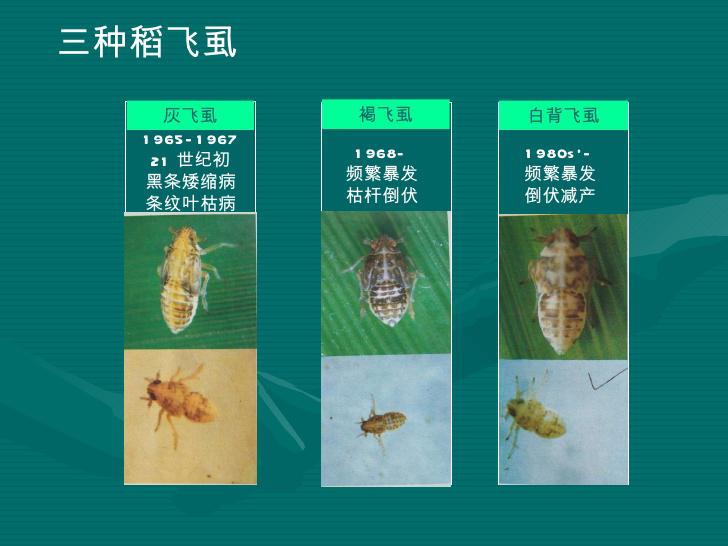 三种稻飞虱
灰飞虱
1965-1967
21 世纪初
黑条矮缩病
条纹叶枯病
褐飞虱
1968-
频繁暴发
枯杆倒伏
白背飞虱
1980s'-
频繁暴发
倒伏减产